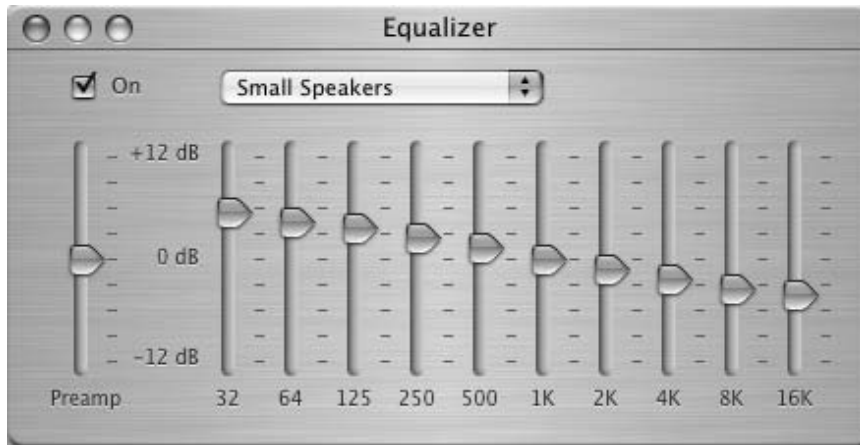 Equalizer
On
Small Speakers
+12 dB
0 dB
-12 dB
Preamp 32 64 125 250 500 1K 2K 4K 8K 16K